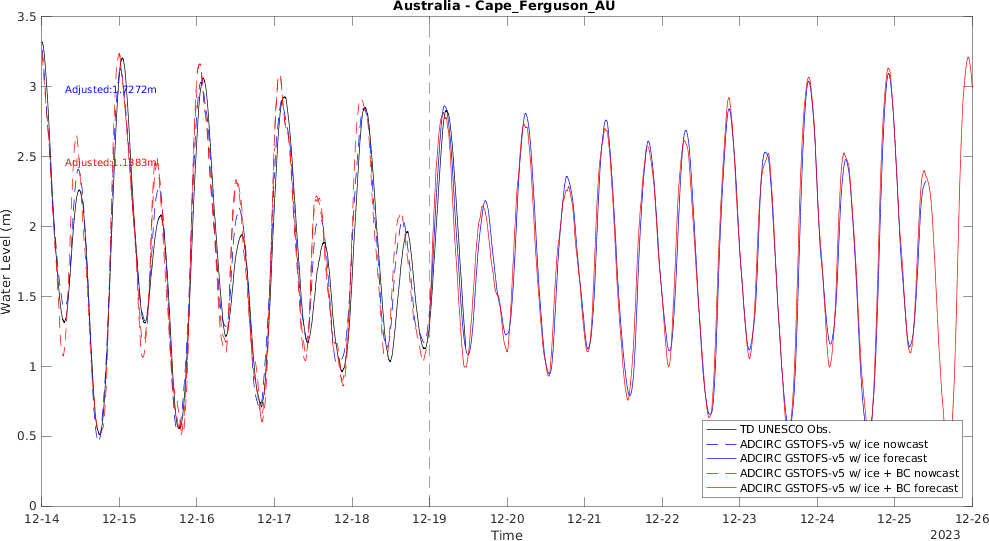 Australia - Cape_Ferguson_AU
3.5
3
2.5
2
1.5
1
0.5
0
Water Level (m)
Adjusted:1.7272m
Adjusted:1.1383m
TD UNESCO Obs.
ADCIRC GSTOFS-v5 w/ ice nowcast
ADCIRC GSTOFS-v5 w/ ice forecast
ADCIRC GSTOFS-v5 w/ ice + BC nowcast
ADCIRC GSTOFS-v5 w/ ice + BC forecast
12-14 12-15 12-16 12-17 12-18 12-19 12-20 12-21 12-22 12-23 12-24 12-25 12-26
Time
2023